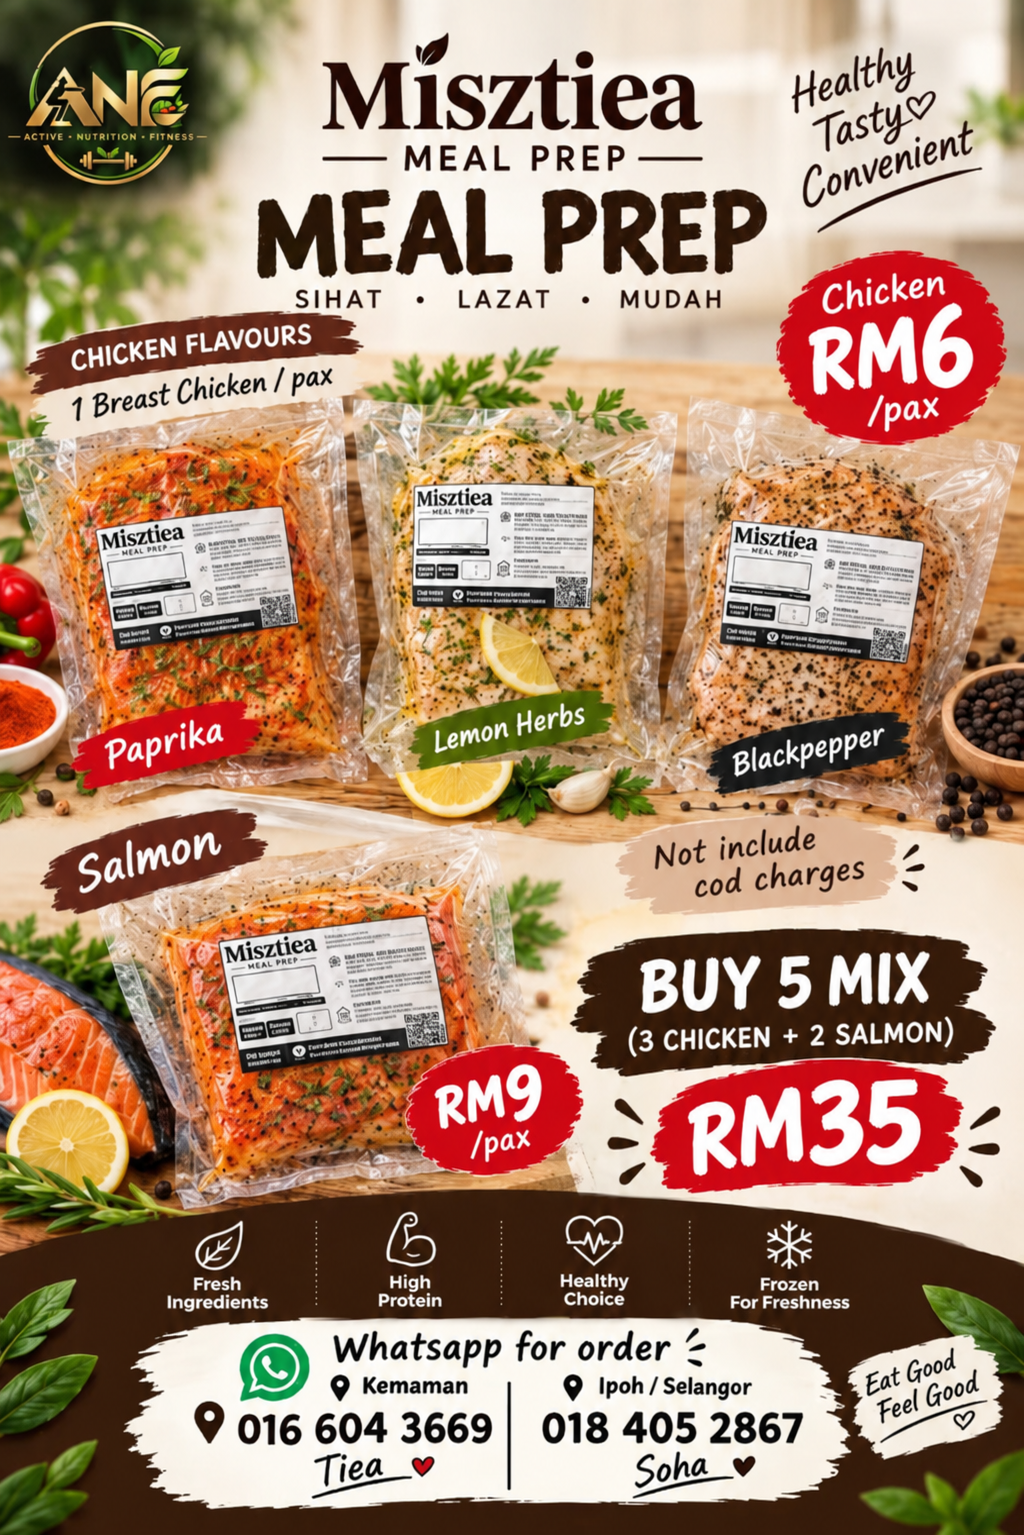 ANF
ACTIVE • NUTRITION • FITNESS
Misztiea
MEAL PREP
Healthy
Tasty
Convenient
MEAL PREP
SIHAT • LAZAT • MUDAH
Chicken
RM6
/pax
CHICKEN FLAVOURS
1 Breast Chicken / pax
Misztiea
MEAL PREP
Misztiea
MEAL PREP
Misztiea
MEAL PREP
Paprika
Lemon Herbs
Blackpepper
Salmon
Not include
cod charges
Misztiea
MEAL PREP
BUY 5 MIX
(3 CHICKEN + 2 SALMON)
RM9
/pax
RM35
Fresh
Ingredients
High
Protein
Healthy
Choice
Frozen
For Freshness
Whatsapp for order
Kemaman
016 604 3669
Tiea
Ipoh / Selangor
018 405 2867
Soha
Eat Good
Feel Good